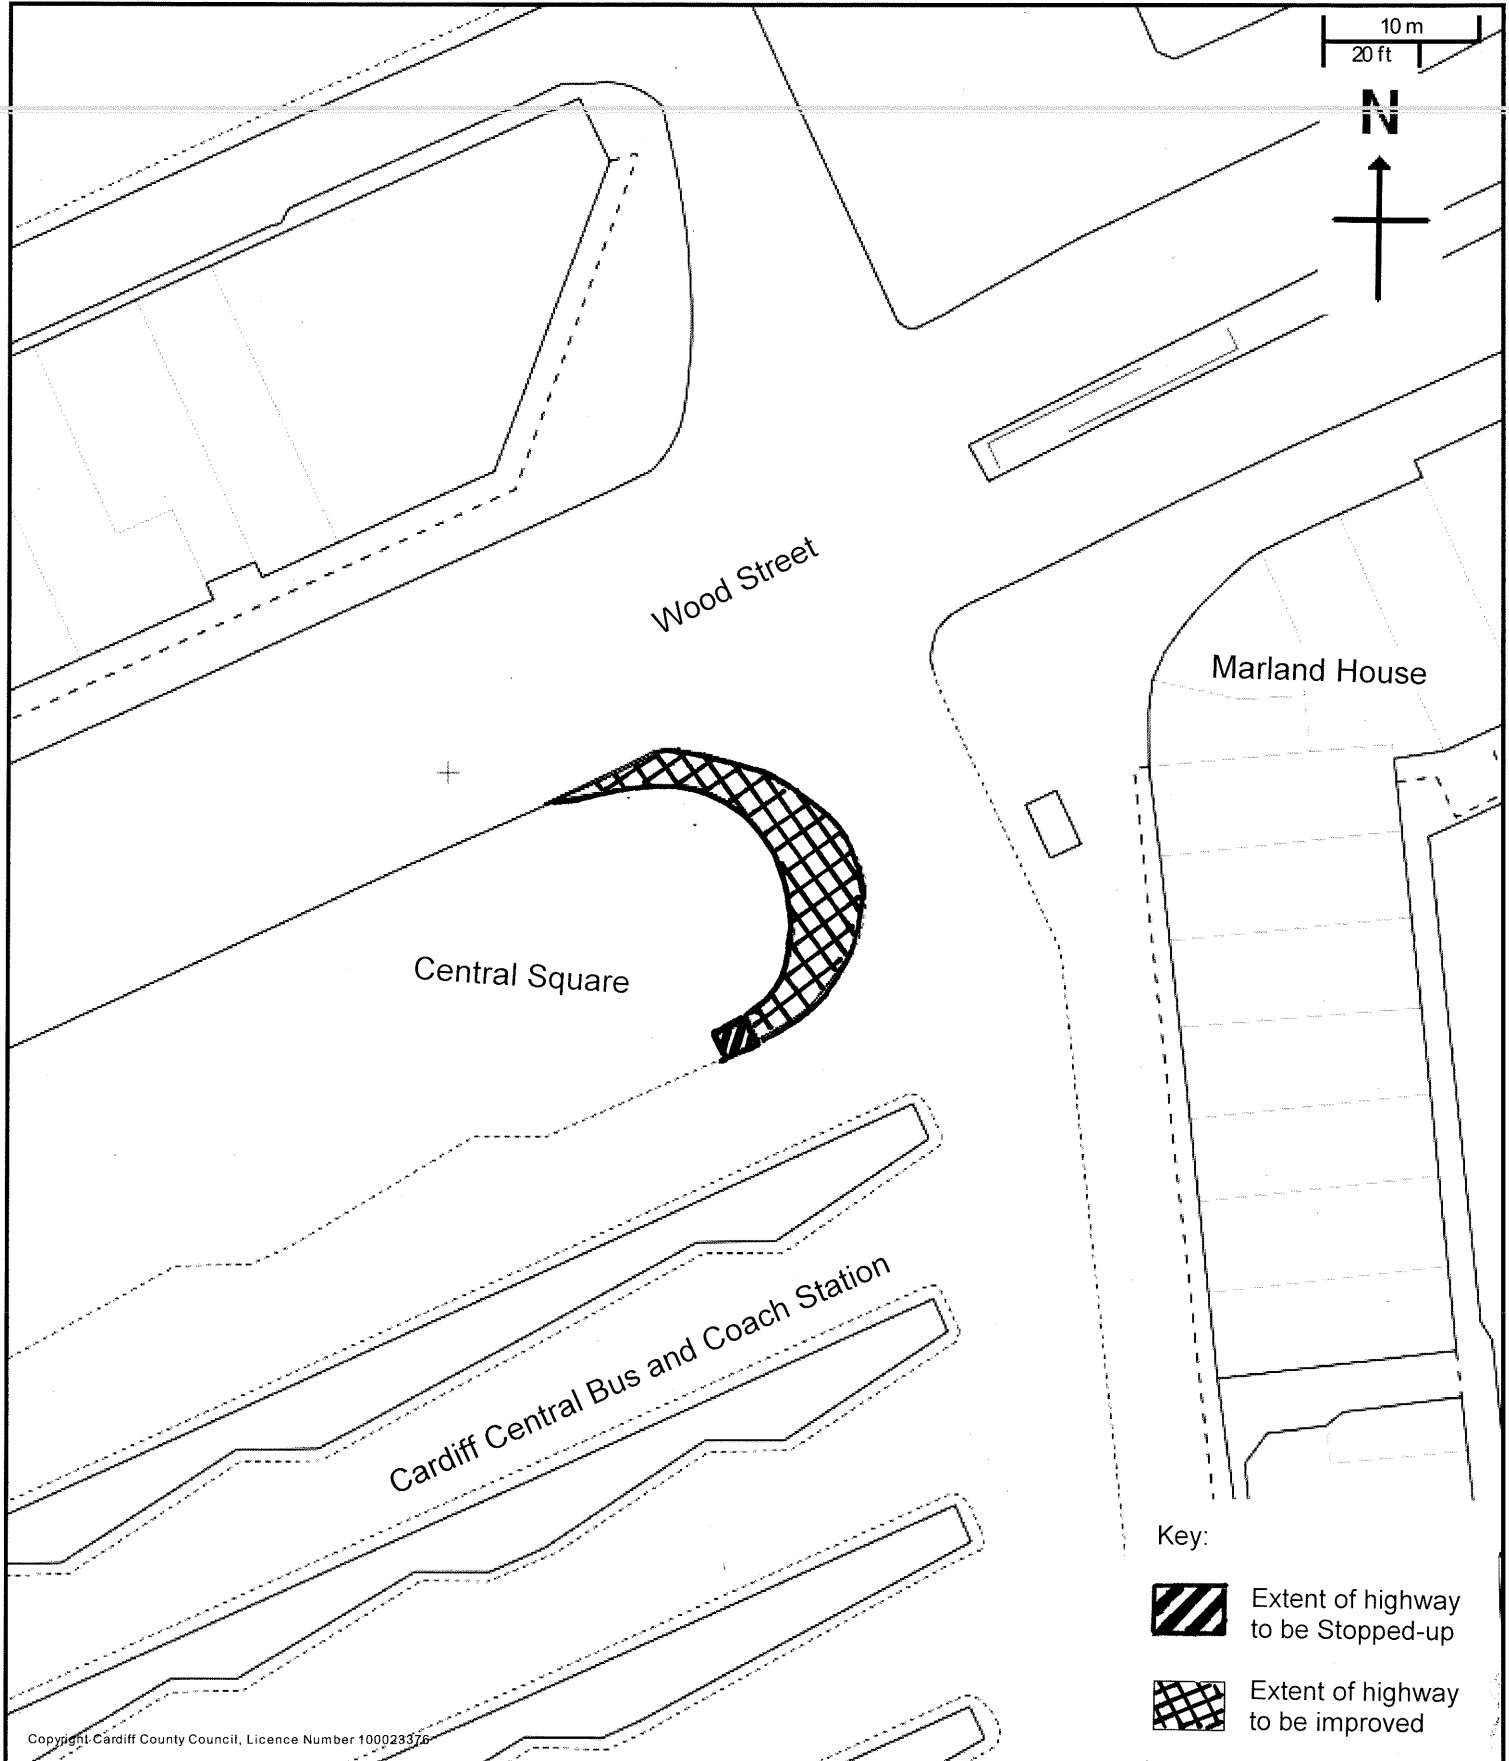 10 m
20 ft
N
Wood Street
Marland House
Central Square
Cardiff Central Bus and Coach Station
Key:
Extent of highway
to be Stopped-up
Extent of highway
to be improved
Copyright Cardiff County Council, Licence Number 100023376